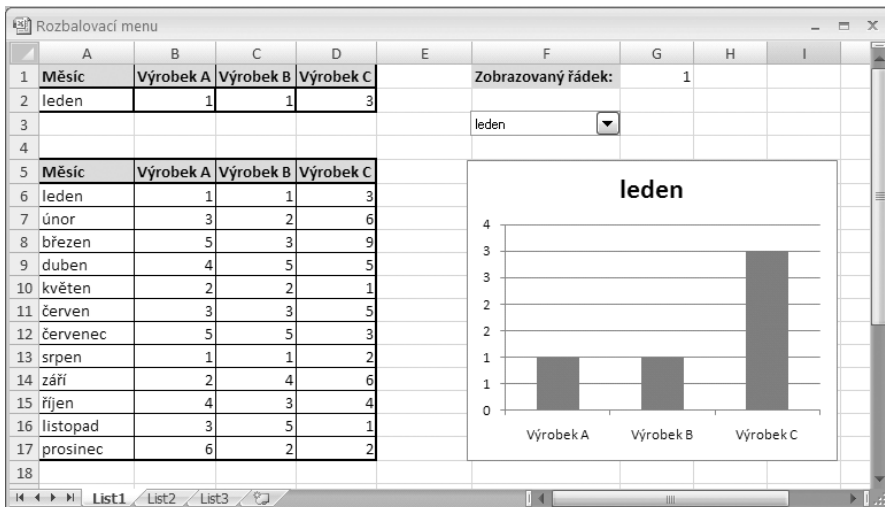 Rozbalovací menu
A B C D E F G H I
1 Měsíc Výrobek A Výrobek B Výrobek C Zobrazovaný řádek: 1
2 leden 1 1 3
3 leden
4
5 Měsíc Výrobek A Výrobek B Výrobek C
6 leden 1 1 3
7 únor 3 2 6
8 březen 5 3 9
9 duben 4 5 5
10 květen 2 2 1
11 červen 3 3 5
12 červenec 5 5 3
13 srpen 1 1 2
14 září 2 4 6
15 říjen 4 3 4
16 listopad 3 5 1
17 prosinec 6 2 2
18
leden
4
3
3
2
2
1
1
0
Výrobek A Výrobek B Výrobek C
List1 List2 List3